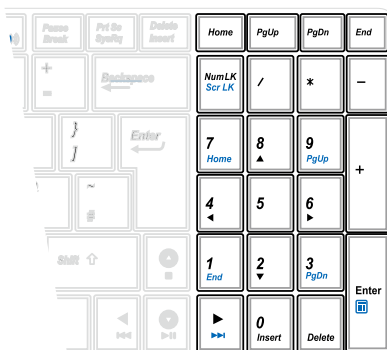 Pause Prt Sc Delete Home PgUp PgDn End
Break SysRq Insert
+ Backspace NumLK / * –
= Scr LK
} Enter 7 8 9 +
] Home PgUp
~ 4 5 6
#
Shift 1 2 3 Enter
End PgDn
0 Delete
Insert